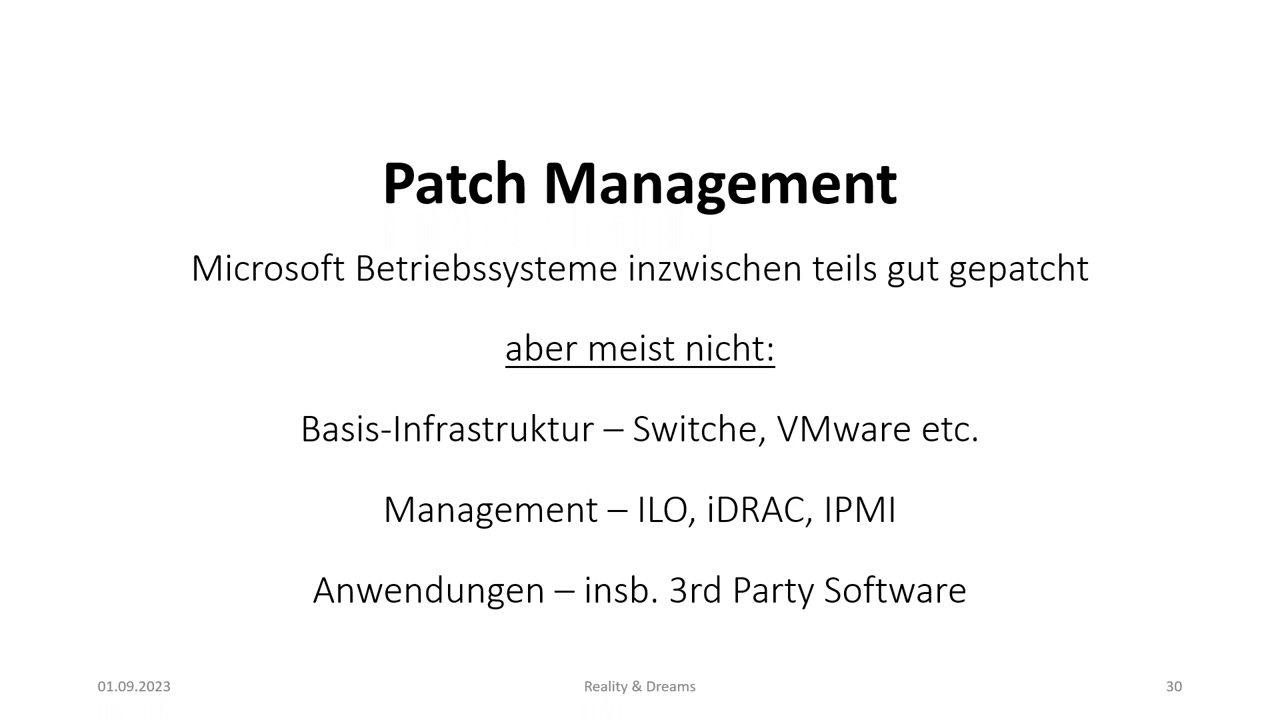 Patch Management
Microsoft Betriebssysteme inzwischen teils gut gepatcht
aber meist nicht:
Basis-Infrastruktur – Switche, VMware etc.
Management – ILO, iDRAC, IPMI
Anwendungen – insb. 3rd Party Software
01.09.2023
Reality & Dreams
30